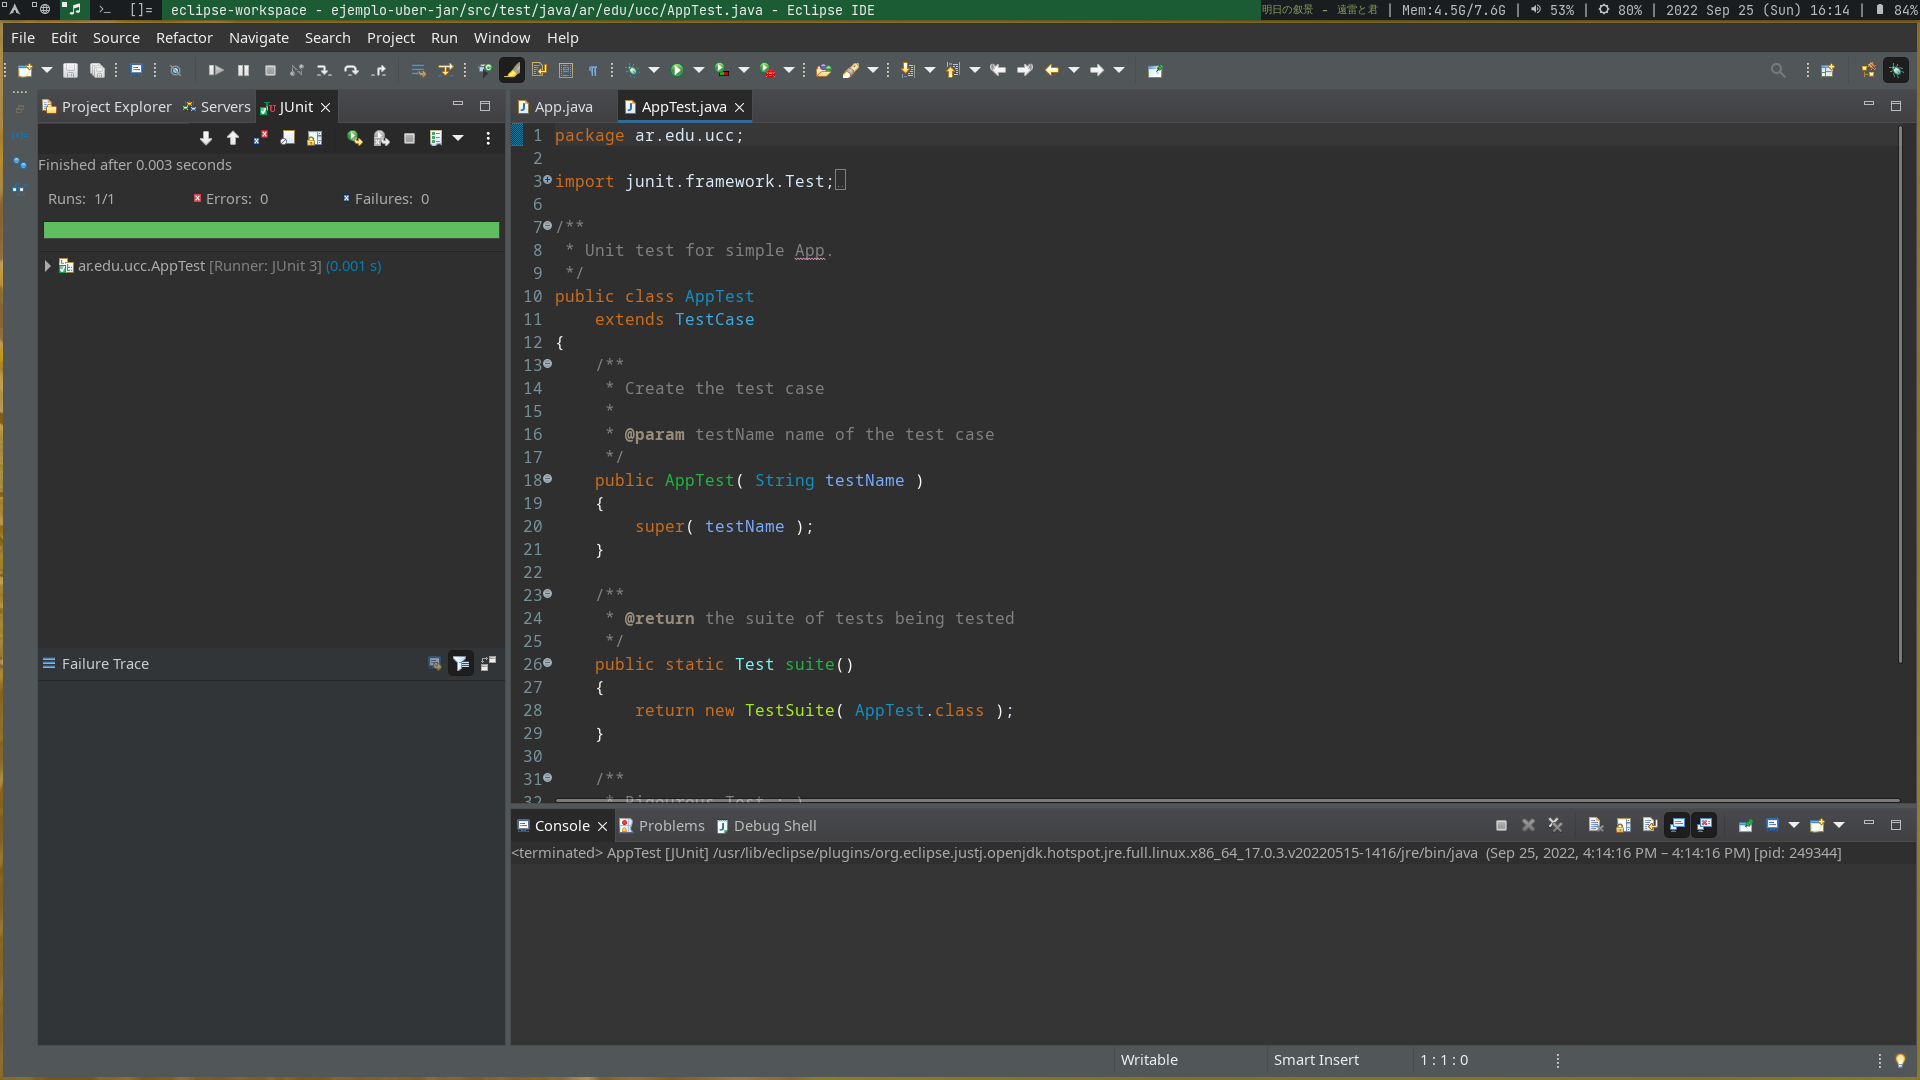 []= eclipse-workspace - ejemplo-uber-jar/src/test/java/ar/edu/ucc/AppTest.java - Eclipse IDE 明日の叙景 - 遠雷と君 | Mem:4.5G/7.6G | 53% | 80% | 2022 Sep 25 (Sun) 16:14 | 84%
File Edit Source Refactor Navigate Search Project Run Window Help
Project Explorer Servers JUnit
Finished after 0.003 seconds
Runs: 1/1 Errors: 0 Failures: 0
ar.edu.ucc.AppTest [Runner: JUnit 3] (0.001 s)
Failure Trace
App.java AppTest.java
1 package ar.edu.ucc;
2
3 import junit.framework.Test;
6
7 /**
8 * Unit test for simple App.
9 */
10 public class AppTest
11 extends TestCase
12 {
13 /**
14 * Create the test case
15 *
16 * @param testName name of the test case
17 */
18 public AppTest( String testName )
19 {
20 super( testName );
21 }
22
23 /**
24 * @return the suite of tests being tested
25 */
26 public static Test suite()
27 {
28 return new TestSuite( AppTest.class );
29 }
30
31 /**
32 * Rigourous Test :-)
Console Problems Debug Shell
<terminated> AppTest [JUnit] /usr/lib/eclipse/plugins/org.eclipse.justj.openjdk.hotspot.jre.full.linux.x86_64_17.0.3.v20220515-1416/jre/bin/java (Sep 25, 2022, 4:14:16 PM – 4:14:16 PM) [pid: 249344]
Writable Smart Insert 1 : 1 : 0